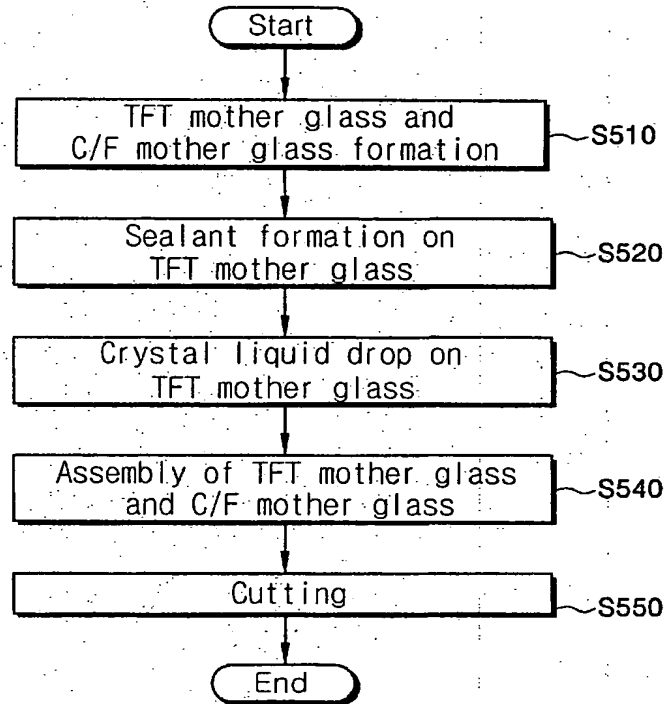 Start
TFT mother glass and
C/F mother glass formation
S510
Sealant formation on
TFT mother glass
S520
Crystal liquid drop on
TFT mother glass
S530
Assembly of TFT mother glass
and C/F mother glass
S540
Cutting
S550
End